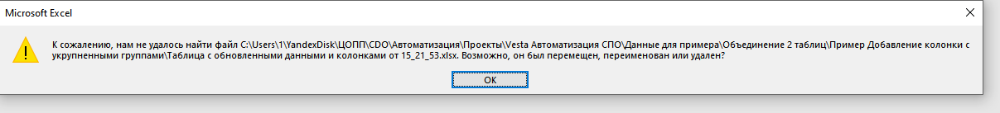 Microsoft Excel
К сожалению, нам не удалось найти файл C:\Users\1\YandexDisk\ЦОПП\CDO\Автоматизация\Проекты\Vesta Автоматизация СПО\Данные для примера\Объединение 2 таблиц\Пример Добавление колонки с
укрупненными группами\Таблица с обновленными данными и колонками от 15_21_53.xlsx. Возможно, он был перемещен, переименован или удален?
ОК